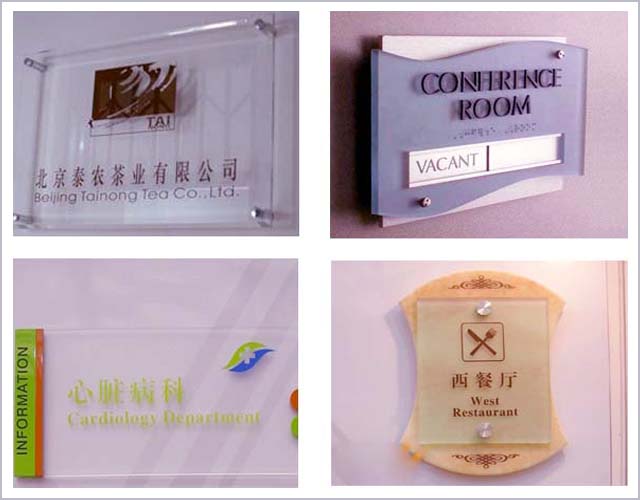 TAI
北京泰农茶业有限公司
Beijing Tainong Tea Co.,Ltd.
CONFERENCE
ROOM
VACANT
INFORMATION
心脏病科
Cardiology Department
西餐厅
West
Restaurant